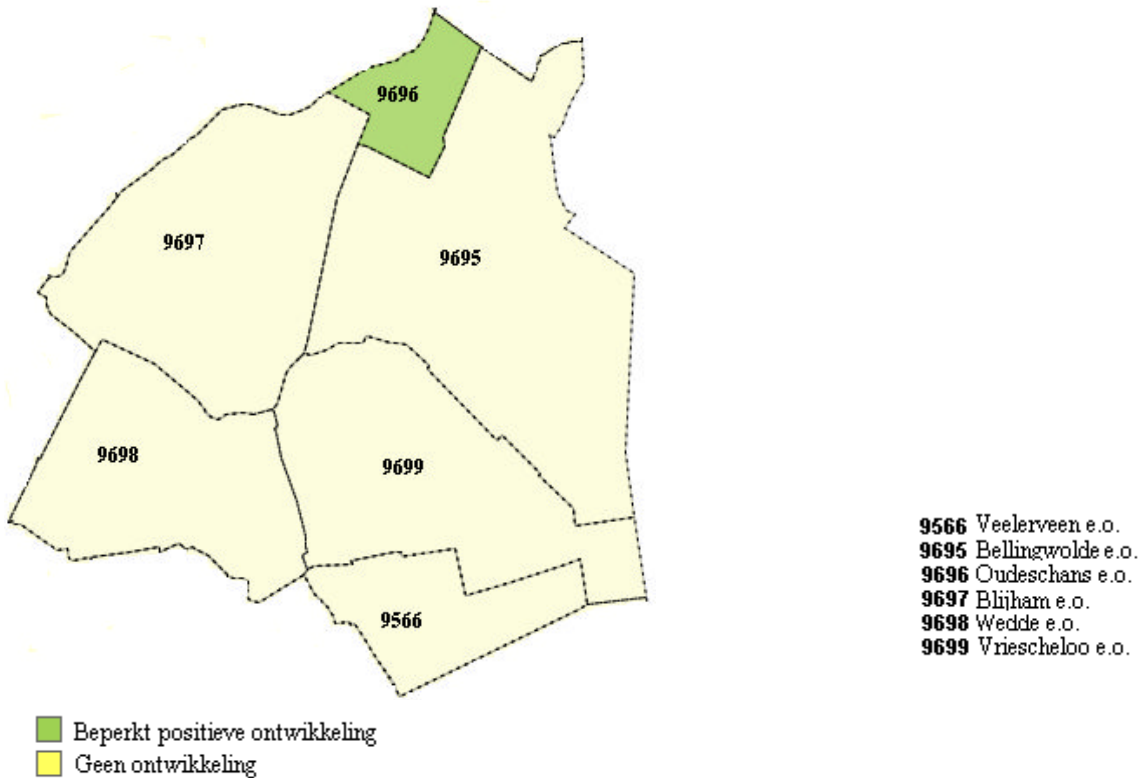 9696
9697
9695
9698
9699
9566
9566 Veelerveen e.o.
9695 Bellingwolde e.o.
9696 Oudeschans e.o.
9697 Blijham e.o.
9698 Wedde e.o.
9699 Vriescheloo e.o.
Beperkt positieve ontwikkeling
Geen ontwikkeling